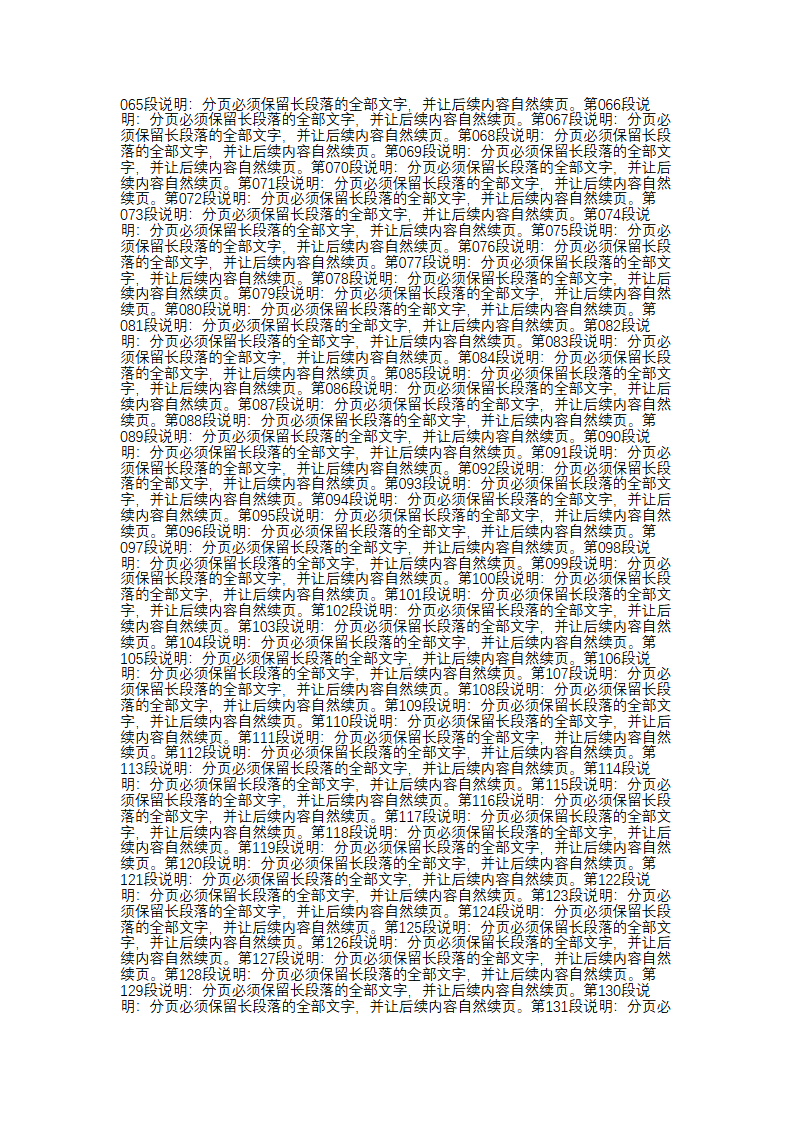 065段说明：分页必须保留长段落的全部文字，并让后续内容自然续页。第066段说
明：分页必须保留长段落的全部文字，并让后续内容自然续页。第067段说明：分页必
须保留长段落的全部文字，并让后续内容自然续页。第068段说明：分页必须保留长段
落的全部文字，并让后续内容自然续页。第069段说明：分页必须保留长段落的全部文
字，并让后续内容自然续页。第070段说明：分页必须保留长段落的全部文字，并让后
续内容自然续页。第071段说明：分页必须保留长段落的全部文字，并让后续内容自然
续页。第072段说明：分页必须保留长段落的全部文字，并让后续内容自然续页。第
073段说明：分页必须保留长段落的全部文字，并让后续内容自然续页。第074段说
明：分页必须保留长段落的全部文字，并让后续内容自然续页。第075段说明：分页必
须保留长段落的全部文字，并让后续内容自然续页。第076段说明：分页必须保留长段
落的全部文字，并让后续内容自然续页。第077段说明：分页必须保留长段落的全部文
字，并让后续内容自然续页。第078段说明：分页必须保留长段落的全部文字，并让后
续内容自然续页。第079段说明：分页必须保留长段落的全部文字，并让后续内容自然
续页。第080段说明：分页必须保留长段落的全部文字，并让后续内容自然续页。第
081段说明：分页必须保留长段落的全部文字，并让后续内容自然续页。第082段说
明：分页必须保留长段落的全部文字，并让后续内容自然续页。第083段说明：分页必
须保留长段落的全部文字，并让后续内容自然续页。第084段说明：分页必须保留长段
落的全部文字，并让后续内容自然续页。第085段说明：分页必须保留长段落的全部文
字，并让后续内容自然续页。第086段说明：分页必须保留长段落的全部文字，并让后
续内容自然续页。第087段说明：分页必须保留长段落的全部文字，并让后续内容自然
续页。第088段说明：分页必须保留长段落的全部文字，并让后续内容自然续页。第
089段说明：分页必须保留长段落的全部文字，并让后续内容自然续页。第090段说
明：分页必须保留长段落的全部文字，并让后续内容自然续页。第091段说明：分页必
须保留长段落的全部文字，并让后续内容自然续页。第092段说明：分页必须保留长段
落的全部文字，并让后续内容自然续页。第093段说明：分页必须保留长段落的全部文
字，并让后续内容自然续页。第094段说明：分页必须保留长段落的全部文字，并让后
续内容自然续页。第095段说明：分页必须保留长段落的全部文字，并让后续内容自然
续页。第096段说明：分页必须保留长段落的全部文字，并让后续内容自然续页。第
097段说明：分页必须保留长段落的全部文字，并让后续内容自然续页。第098段说
明：分页必须保留长段落的全部文字，并让后续内容自然续页。第099段说明：分页必
须保留长段落的全部文字，并让后续内容自然续页。第100段说明：分页必须保留长段
落的全部文字，并让后续内容自然续页。第101段说明：分页必须保留长段落的全部文
字，并让后续内容自然续页。第102段说明：分页必须保留长段落的全部文字，并让后
续内容自然续页。第103段说明：分页必须保留长段落的全部文字，并让后续内容自然
续页。第104段说明：分页必须保留长段落的全部文字，并让后续内容自然续页。第
105段说明：分页必须保留长段落的全部文字，并让后续内容自然续页。第106段说
明：分页必须保留长段落的全部文字，并让后续内容自然续页。第107段说明：分页必
须保留长段落的全部文字，并让后续内容自然续页。第108段说明：分页必须保留长段
落的全部文字，并让后续内容自然续页。第109段说明：分页必须保留长段落的全部文
字，并让后续内容自然续页。第110段说明：分页必须保留长段落的全部文字，并让后
续内容自然续页。第111段说明：分页必须保留长段落的全部文字，并让后续内容自然
续页。第112段说明：分页必须保留长段落的全部文字，并让后续内容自然续页。第
113段说明：分页必须保留长段落的全部文字，并让后续内容自然续页。第114段说
明：分页必须保留长段落的全部文字，并让后续内容自然续页。第115段说明：分页必
须保留长段落的全部文字，并让后续内容自然续页。第116段说明：分页必须保留长段
落的全部文字，并让后续内容自然续页。第117段说明：分页必须保留长段落的全部文
字，并让后续内容自然续页。第118段说明：分页必须保留长段落的全部文字，并让后
续内容自然续页。第119段说明：分页必须保留长段落的全部文字，并让后续内容自然
续页。第120段说明：分页必须保留长段落的全部文字，并让后续内容自然续页。第
121段说明：分页必须保留长段落的全部文字，并让后续内容自然续页。第122段说
明：分页必须保留长段落的全部文字，并让后续内容自然续页。第123段说明：分页必
须保留长段落的全部文字，并让后续内容自然续页。第124段说明：分页必须保留长段
落的全部文字，并让后续内容自然续页。第125段说明：分页必须保留长段落的全部文
字，并让后续内容自然续页。第126段说明：分页必须保留长段落的全部文字，并让后
续内容自然续页。第127段说明：分页必须保留长段落的全部文字，并让后续内容自然
续页。第128段说明：分页必须保留长段落的全部文字，并让后续内容自然续页。第
129段说明：分页必须保留长段落的全部文字，并让后续内容自然续页。第130段说
明：分页必须保留长段落的全部文字，并让后续内容自然续页。第131段说明：分页必